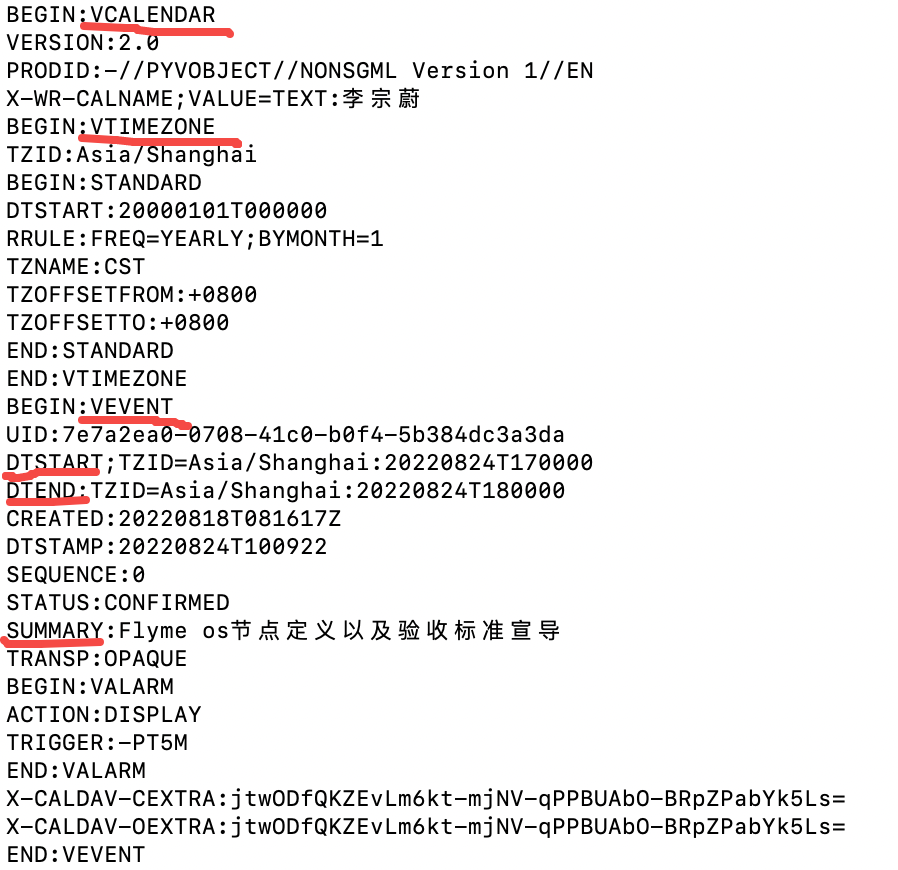 BEGIN:VCALENDAR
VERSION:2.0
PRODID:-//PYVOBJECT//NONSGML Version 1//EN
X-WR-CALNAME;VALUE=TEXT:李宗蔚
BEGIN:VTIMEZONE
TZID:Asia/Shanghai
BEGIN:STANDARD
DTSTART:20000101T000000
RRULE:FREQ=YEARLY;BYMONTH=1
TZNAME:CST
TZOFFSETFROM:+0800
TZOFFSETTO:+0800
END:STANDARD
END:VTIMEZONE
BEGIN:VEVENT
UID:7e7a2ea0-0708-41c0-b0f4-5b384dc3a3da
DTSTART;TZID=Asia/Shanghai:20220824T170000
DTEND;TZID=Asia/Shanghai:20220824T180000
CREATED:20220818T081617Z
DTSTAMP:20220824T100922
SEQUENCE:0
STATUS:CONFIRMED
SUMMARY:Flyme os节点定义以及验收标准宣导
TRANSP:OPAQUE
BEGIN:VALARM
ACTION:DISPLAY
TRIGGER:-PT5M
END:VALARM
X-CALDAV-CEXTRA:jtwODfQKZEvLm6kt-mjNV-qPPBUAbO-BRpZPabYk5Ls=
X-CALDAV-OEXTRA:jtwODfQKZEvLm6kt-mjNV-qPPBUAbO-BRpZPabYk5Ls=
END:VEVENT